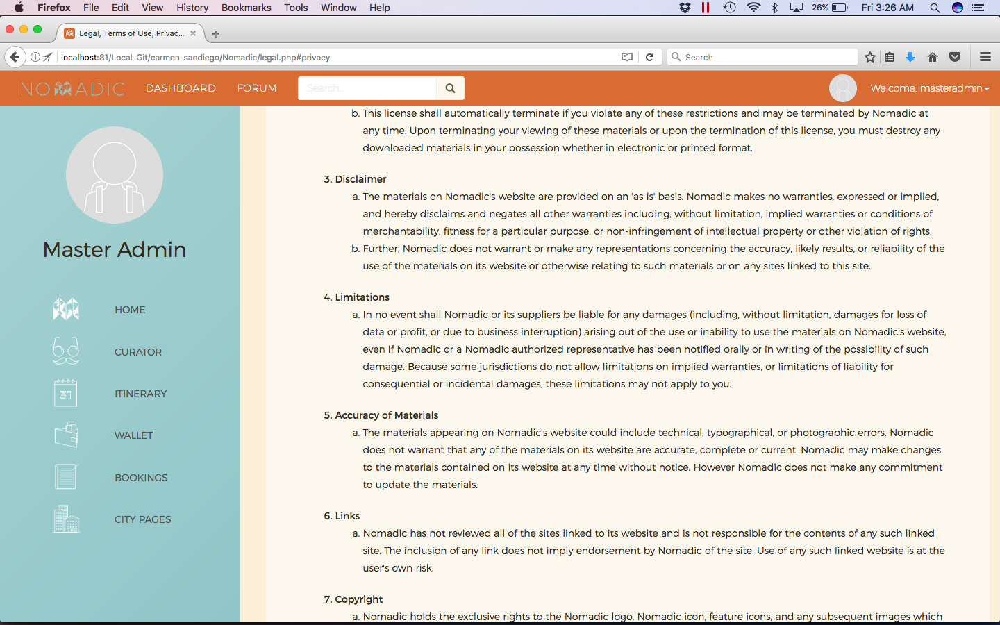 Firefox File Edit View History Bookmarks Tools Window Help 26% Fri 3:26 AM
Legal, Terms of Use, Privac...
localhost:81/Local-Git/carmen-sandiego/Nomadic/legal.php#privacy Search
NOMADIC DASHBOARD FORUM Search... Welcome, masteradmin
Master Admin
HOME
CURATOR
31 ITINERARY
WALLET
BOOKINGS
CITY PAGES
b. This license shall automatically terminate if you violate any of these restrictions and may be terminated by Nomadic at
any time. Upon terminating your viewing of these materials or upon the termination of this license, you must destroy any
downloaded materials in your possession whether in electronic or printed format.
3. Disclaimer
a. The materials on Nomadic's website are provided on an 'as is' basis. Nomadic makes no warranties, expressed or implied,
and hereby disclaims and negates all other warranties including, without limitation, implied warranties or conditions of
merchantability, fitness for a particular purpose, or non-infringement of intellectual property or other violation of rights.
b. Further, Nomadic does not warrant or make any representations concerning the accuracy, likely results, or reliability of the
use of the materials on its website or otherwise relating to such materials or on any sites linked to this site.
4. Limitations
a. In no event shall Nomadic or its suppliers be liable for any damages (including, without limitation, damages for loss of
data or profit, or due to business interruption) arising out of the use or inability to use the materials on Nomadic's website,
even if Nomadic or a Nomadic authorized representative has been notified orally or in writing of the possibility of such
damage. Because some jurisdictions do not allow limitations on implied warranties, or limitations of liability for
consequential or incidental damages, these limitations may not apply to you.
5. Accuracy of Materials
a. The materials appearing on Nomadic's website could include technical, typographical, or photographic errors. Nomadic
does not warrant that any of the materials on its website are accurate, complete or current. Nomadic may make changes
to the materials contained on its website at any time without notice. However Nomadic does not make any commitment
to update the materials.
6. Links
a. Nomadic has not reviewed all of the sites linked to its website and is not responsible for the contents of any such linked
site. The inclusion of any link does not imply endorsement by Nomadic of the site. Use of any such linked website is at the
user's own risk.
7. Copyright
a. Nomadic holds the exclusive rights to the Nomadic logo, Nomadic icon, feature icons, and any subsequent images which